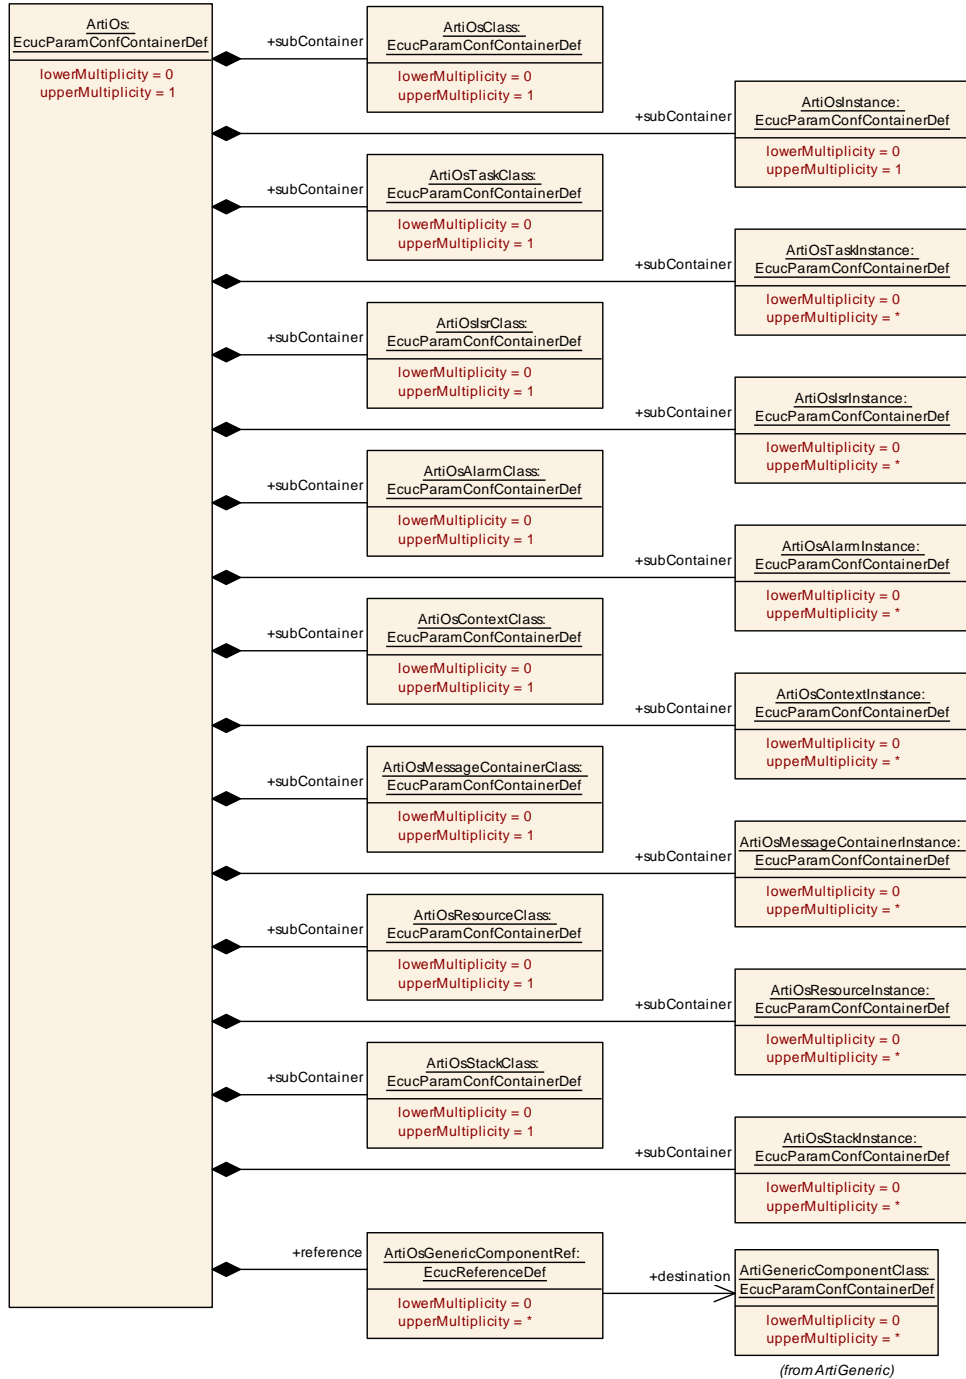 ArtiOs:
EcucParamConfContainerDef
lowerMultiplicity = 0
upperMultiplicity = 1
+subContainer
ArtiOsClass:
EcucParamConfContainerDef
lowerMultiplicity = 0
upperMultiplicity = 1
+subContainer
ArtiOsInstance:
EcucParamConfContainerDef
lowerMultiplicity = 0
upperMultiplicity = 1
+subContainer
ArtiOsTaskClass:
EcucParamConfContainerDef
lowerMultiplicity = 0
upperMultiplicity = 1
+subContainer
ArtiOsTaskInstance:
EcucParamConfContainerDef
lowerMultiplicity = 0
upperMultiplicity = *
+subContainer
ArtiOsIsrClass:
EcucParamConfContainerDef
lowerMultiplicity = 0
upperMultiplicity = 1
+subContainer
ArtiOsIsrInstance:
EcucParamConfContainerDef
lowerMultiplicity = 0
upperMultiplicity = *
+subContainer
ArtiOsAlarmClass:
EcucParamConfContainerDef
lowerMultiplicity = 0
upperMultiplicity = 1
+subContainer
ArtiOsAlarmInstance:
EcucParamConfContainerDef
lowerMultiplicity = 0
upperMultiplicity = *
+subContainer
ArtiOsContextClass:
EcucParamConfContainerDef
lowerMultiplicity = 0
upperMultiplicity = 1
+subContainer
ArtiOsContextInstance:
EcucParamConfContainerDef
lowerMultiplicity = 0
upperMultiplicity = *
+subContainer
ArtiOsMessageContainerClass:
EcucParamConfContainerDef
lowerMultiplicity = 0
upperMultiplicity = 1
+subContainer
ArtiOsMessageContainerInstance:
EcucParamConfContainerDef
lowerMultiplicity = 0
upperMultiplicity = *
+subContainer
ArtiOsResourceClass:
EcucParamConfContainerDef
lowerMultiplicity = 0
upperMultiplicity = 1
+subContainer
ArtiOsResourceInstance:
EcucParamConfContainerDef
lowerMultiplicity = 0
upperMultiplicity = *
+subContainer
ArtiOsStackClass:
EcucParamConfContainerDef
lowerMultiplicity = 0
upperMultiplicity = 1
+subContainer
ArtiOsStackInstance:
EcucParamConfContainerDef
lowerMultiplicity = 0
upperMultiplicity = *
+reference
ArtiOsGenericComponentRef:
EcucReferenceDef
lowerMultiplicity = 0
upperMultiplicity = *
+destination
ArtiGenericComponentClass:
EcucParamConfContainerDef
lowerMultiplicity = 0
upperMultiplicity = *
(from ArtiGeneric)